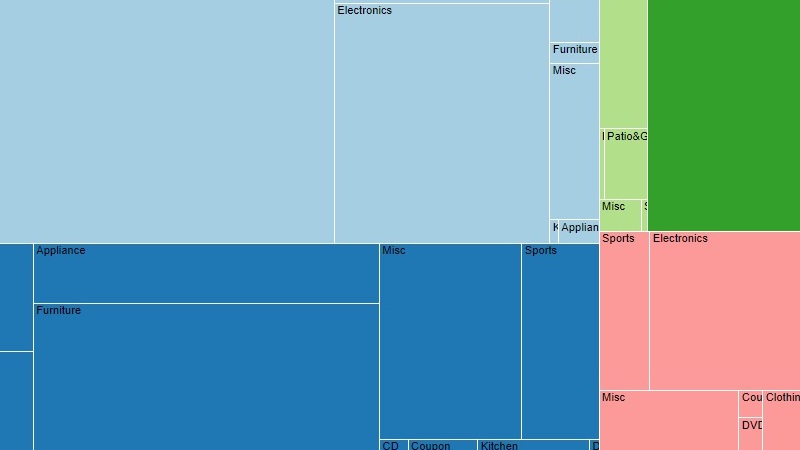 Electronics
Furniture
Misc
Patio&G
Misc
Applian
Sports
Electronics
Appliance
Misc
Sports
Furniture
Misc
Cou
Clothin
DVD
CD
Coupon
Kitchen